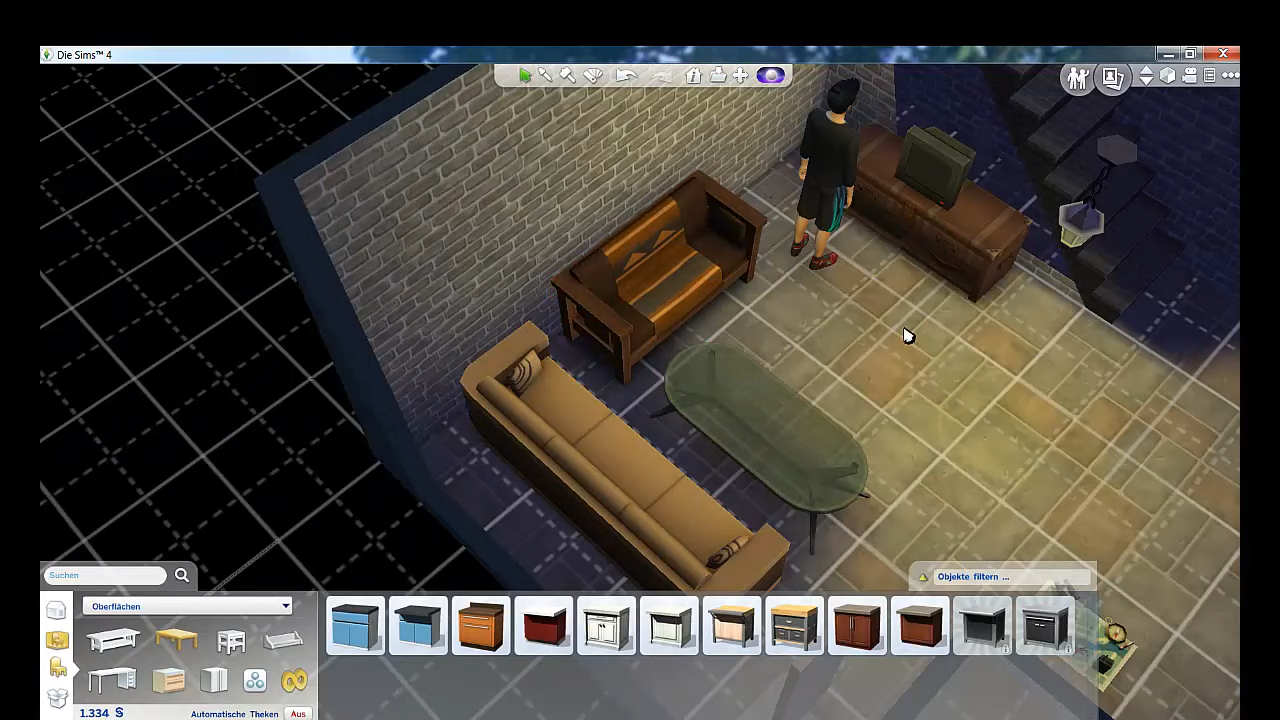 Die Sims™ 4
Suchen
Objekte filtern ...
Oberflächen
1.334 S
Automatische Theken
Aus